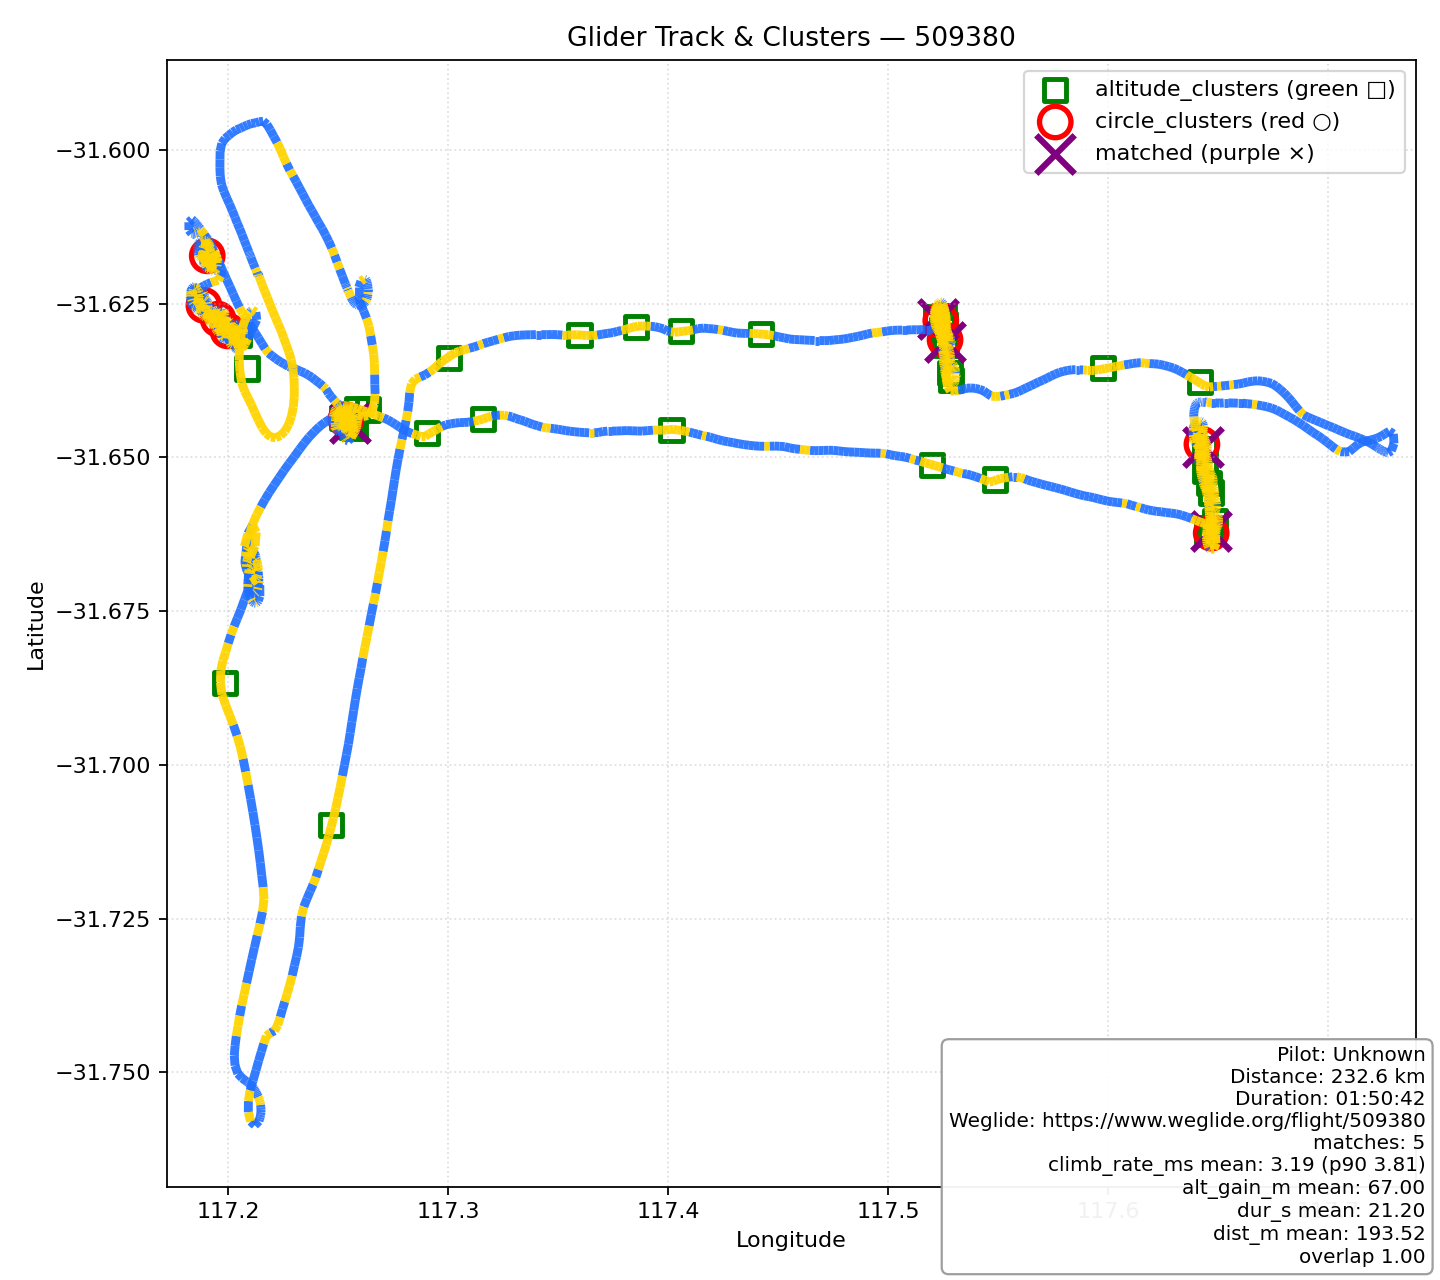 Glider Track & Clusters — 509380
altitude_clusters (green □)
circle_clusters (red ○)
matched (purple ×)
Latitude
−31.600
−31.625
−31.650
−31.675
−31.700
−31.725
−31.750
117.2
117.3
117.4
117.5
117.6
Longitude
Pilot: Unknown
Distance: 232.6 km
Duration: 01:50:42
Weglide: https://www.weglide.org/flight/509380
matches: 5
climb_rate_ms mean: 3.19 (p90 3.81)
alt_gain_m mean: 67.00
dur_s mean: 21.20
dist_m mean: 193.52
overlap 1.00